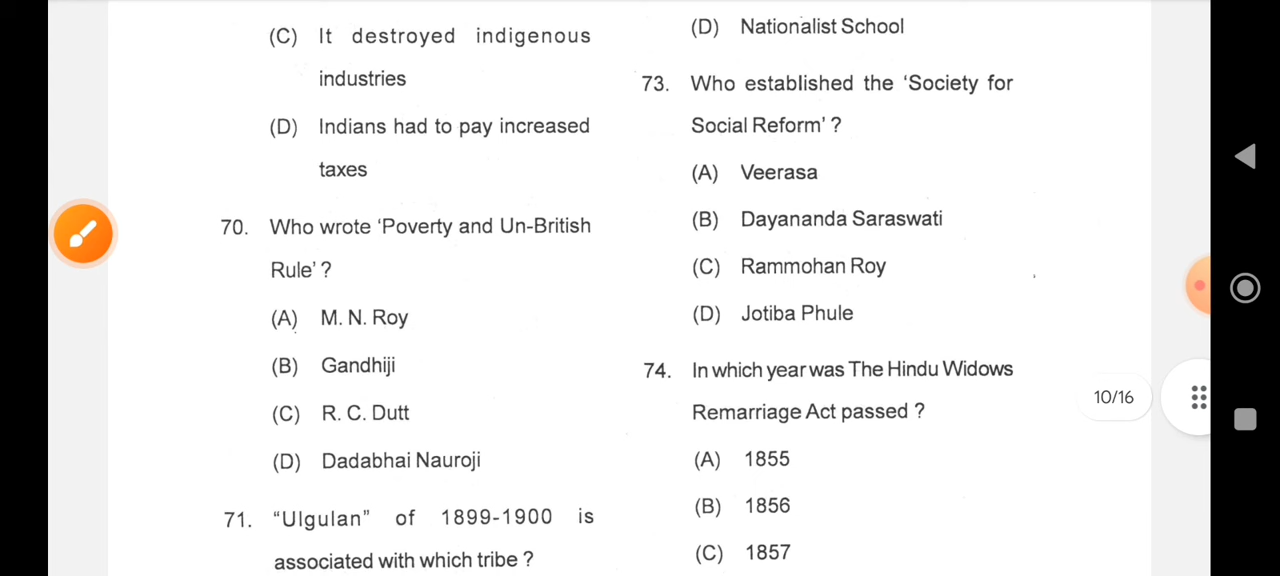 (C) It destroyed indigenous
industries
(D) Indians had to pay increased
taxes
70. Who wrote 'Poverty and Un-British
Rule' ?
(A) M. N. Roy
(B) Gandhiji
(C) R. C. Dutt
(D) Dadabhai Nauroji
71. "Ulgulan" of 1899-1900 is
associated with which tribe ?
(D) Nationalist School
73. Who established the 'Society for
Social Reform' ?
(A) Veerasa
(B) Dayananda Saraswati
(C) Rammohan Roy
(D) Jotiba Phule
74. In which year was The Hindu Widows
Remarriage Act passed ?
(A) 1855
(B) 1856
(C) 1857
10/16